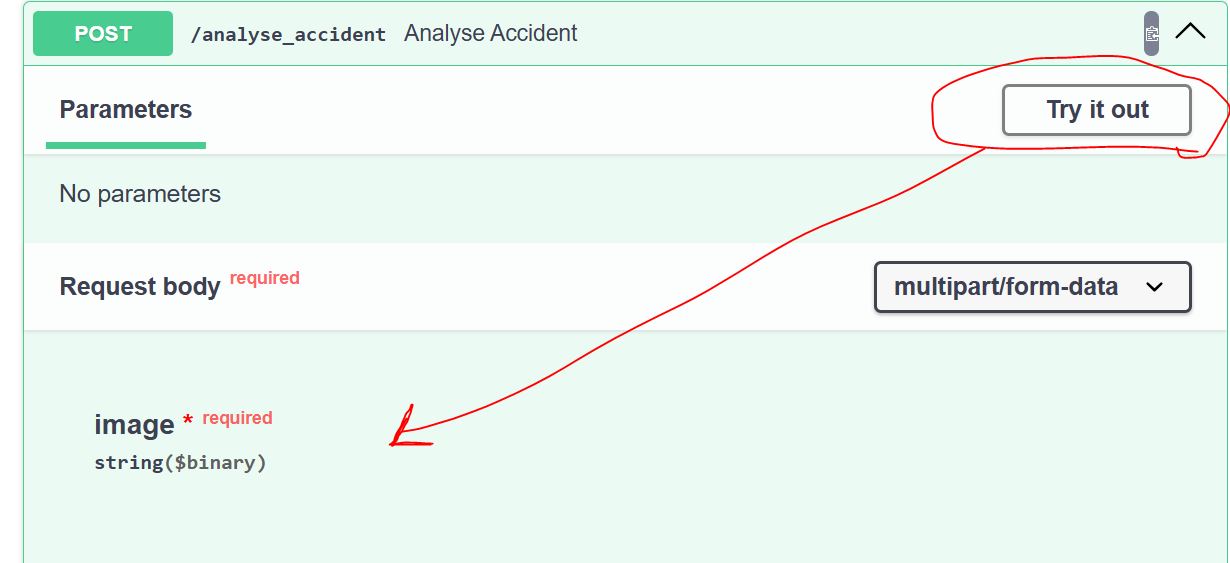 POST /analyse_accident Analyse Accident
Parameters
Try it out
No parameters
Request body required
multipart/form-data
image * required
string($binary)